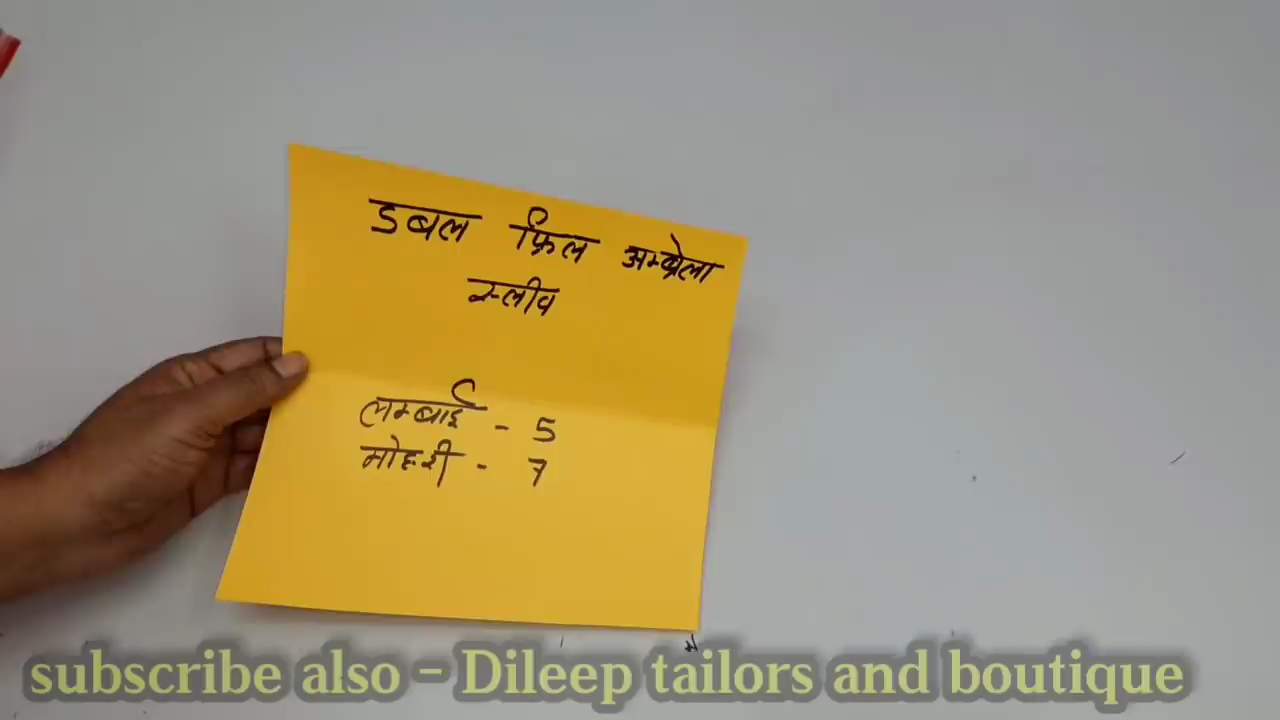 डबल फ्रिल अम्ब्रेला
स्लीव
लम्बाई - 5
मोहरी - 7
subscribe also - Dileep tailors and boutique